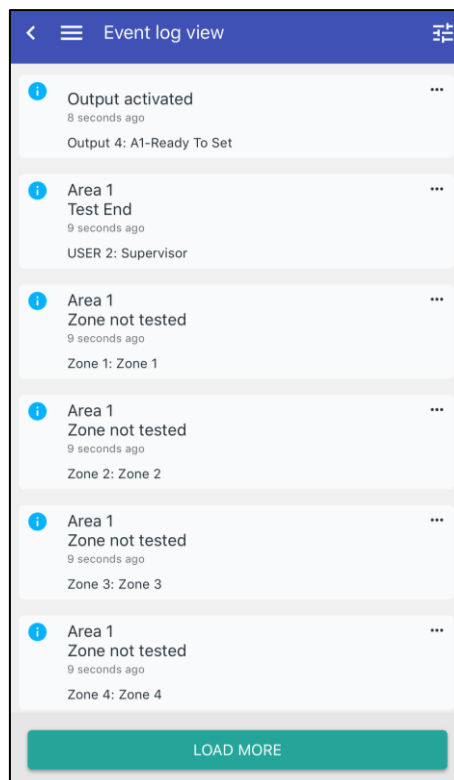 Event log view
Output activated
8 seconds ago
Output 4: A1-Ready To Set
Area 1
Test End
9 seconds ago
USER 2: Supervisor
Area 1
Zone not tested
9 seconds ago
Zone 1: Zone 1
Area 1
Zone not tested
9 seconds ago
Zone 2: Zone 2
Area 1
Zone not tested
9 seconds ago
Zone 3: Zone 3
Area 1
Zone not tested
9 seconds ago
Zone 4: Zone 4
LOAD MORE